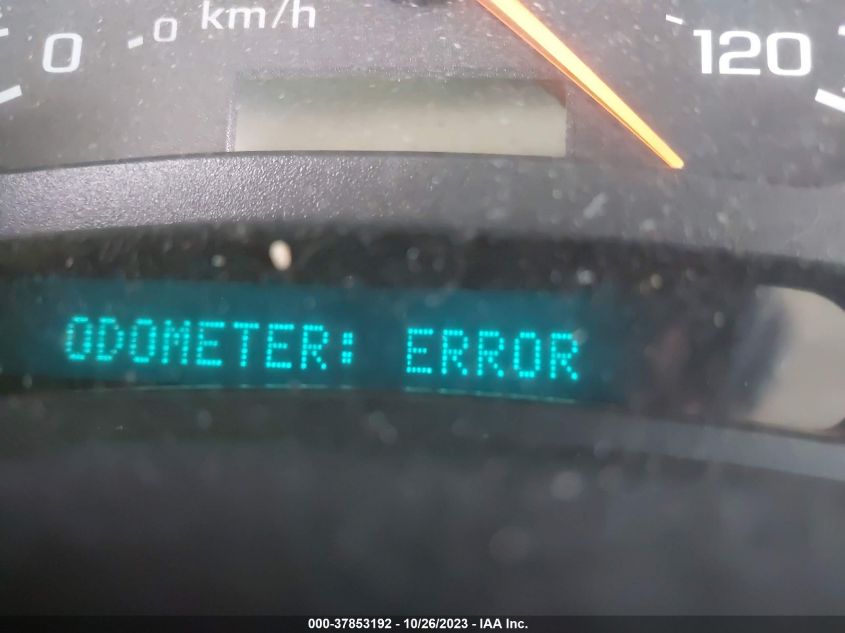 km/h
0 0 120
ODOMETER: ERROR
000-37853192 - 10/26/2023 - IAA Inc.